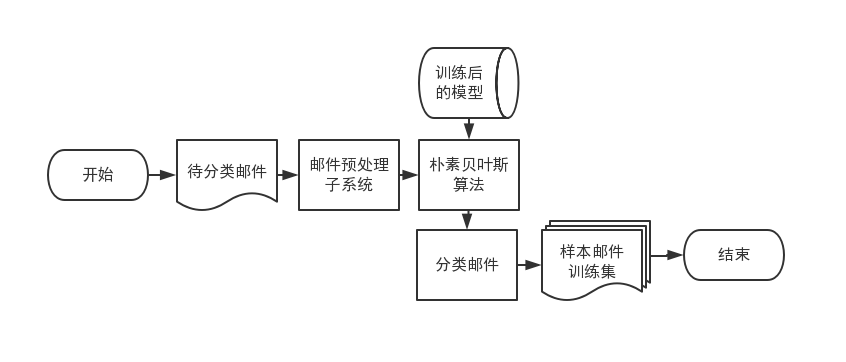 训练后
的模型
开始
待分类邮件
邮件预处理
子系统
朴素贝叶斯
算法
分类邮件
样本邮件
训练集
结束